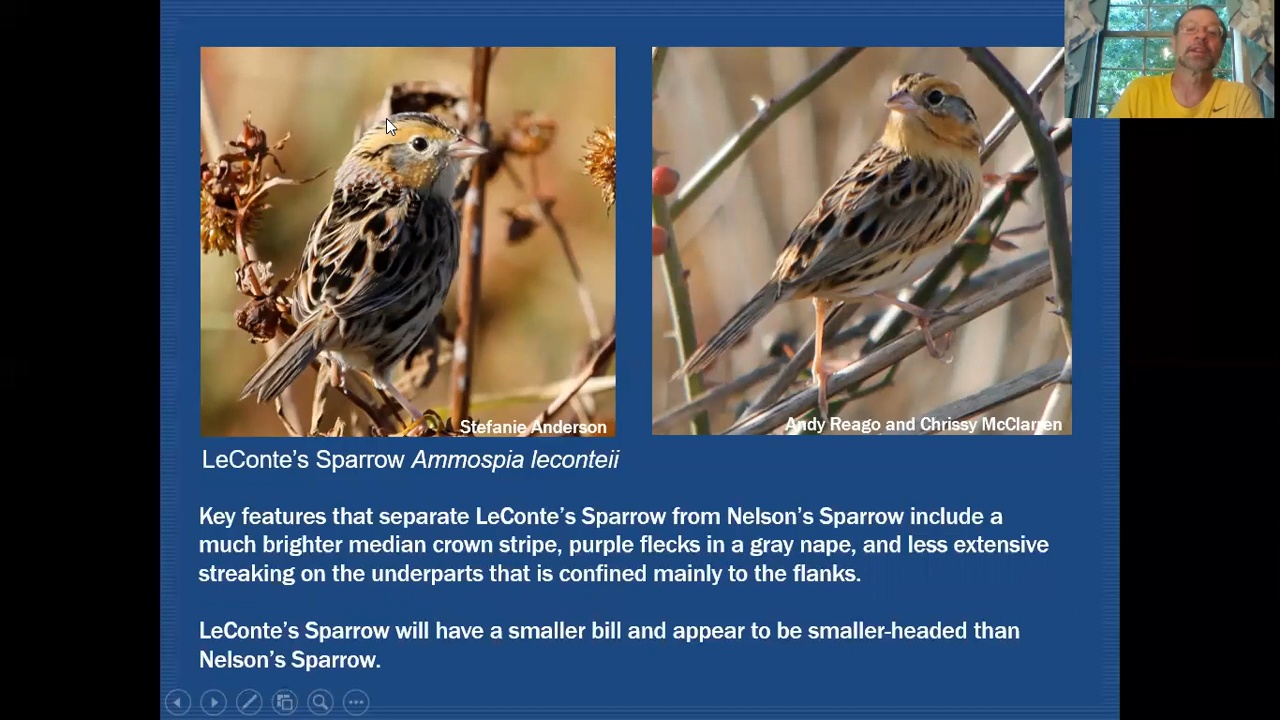 Stefanie Anderson
Andy Reago and Chrissy McClarren
LeConte’s Sparrow Ammospia leconteii
Key features that separate LeConte’s Sparrow from Nelson’s Sparrow include a
much brighter median crown stripe, purple flecks in a gray nape, and less extensive
streaking on the underparts that is confined mainly to the flanks.
LeConte’s Sparrow will have a smaller bill and appear to be smaller-headed than
Nelson’s Sparrow.